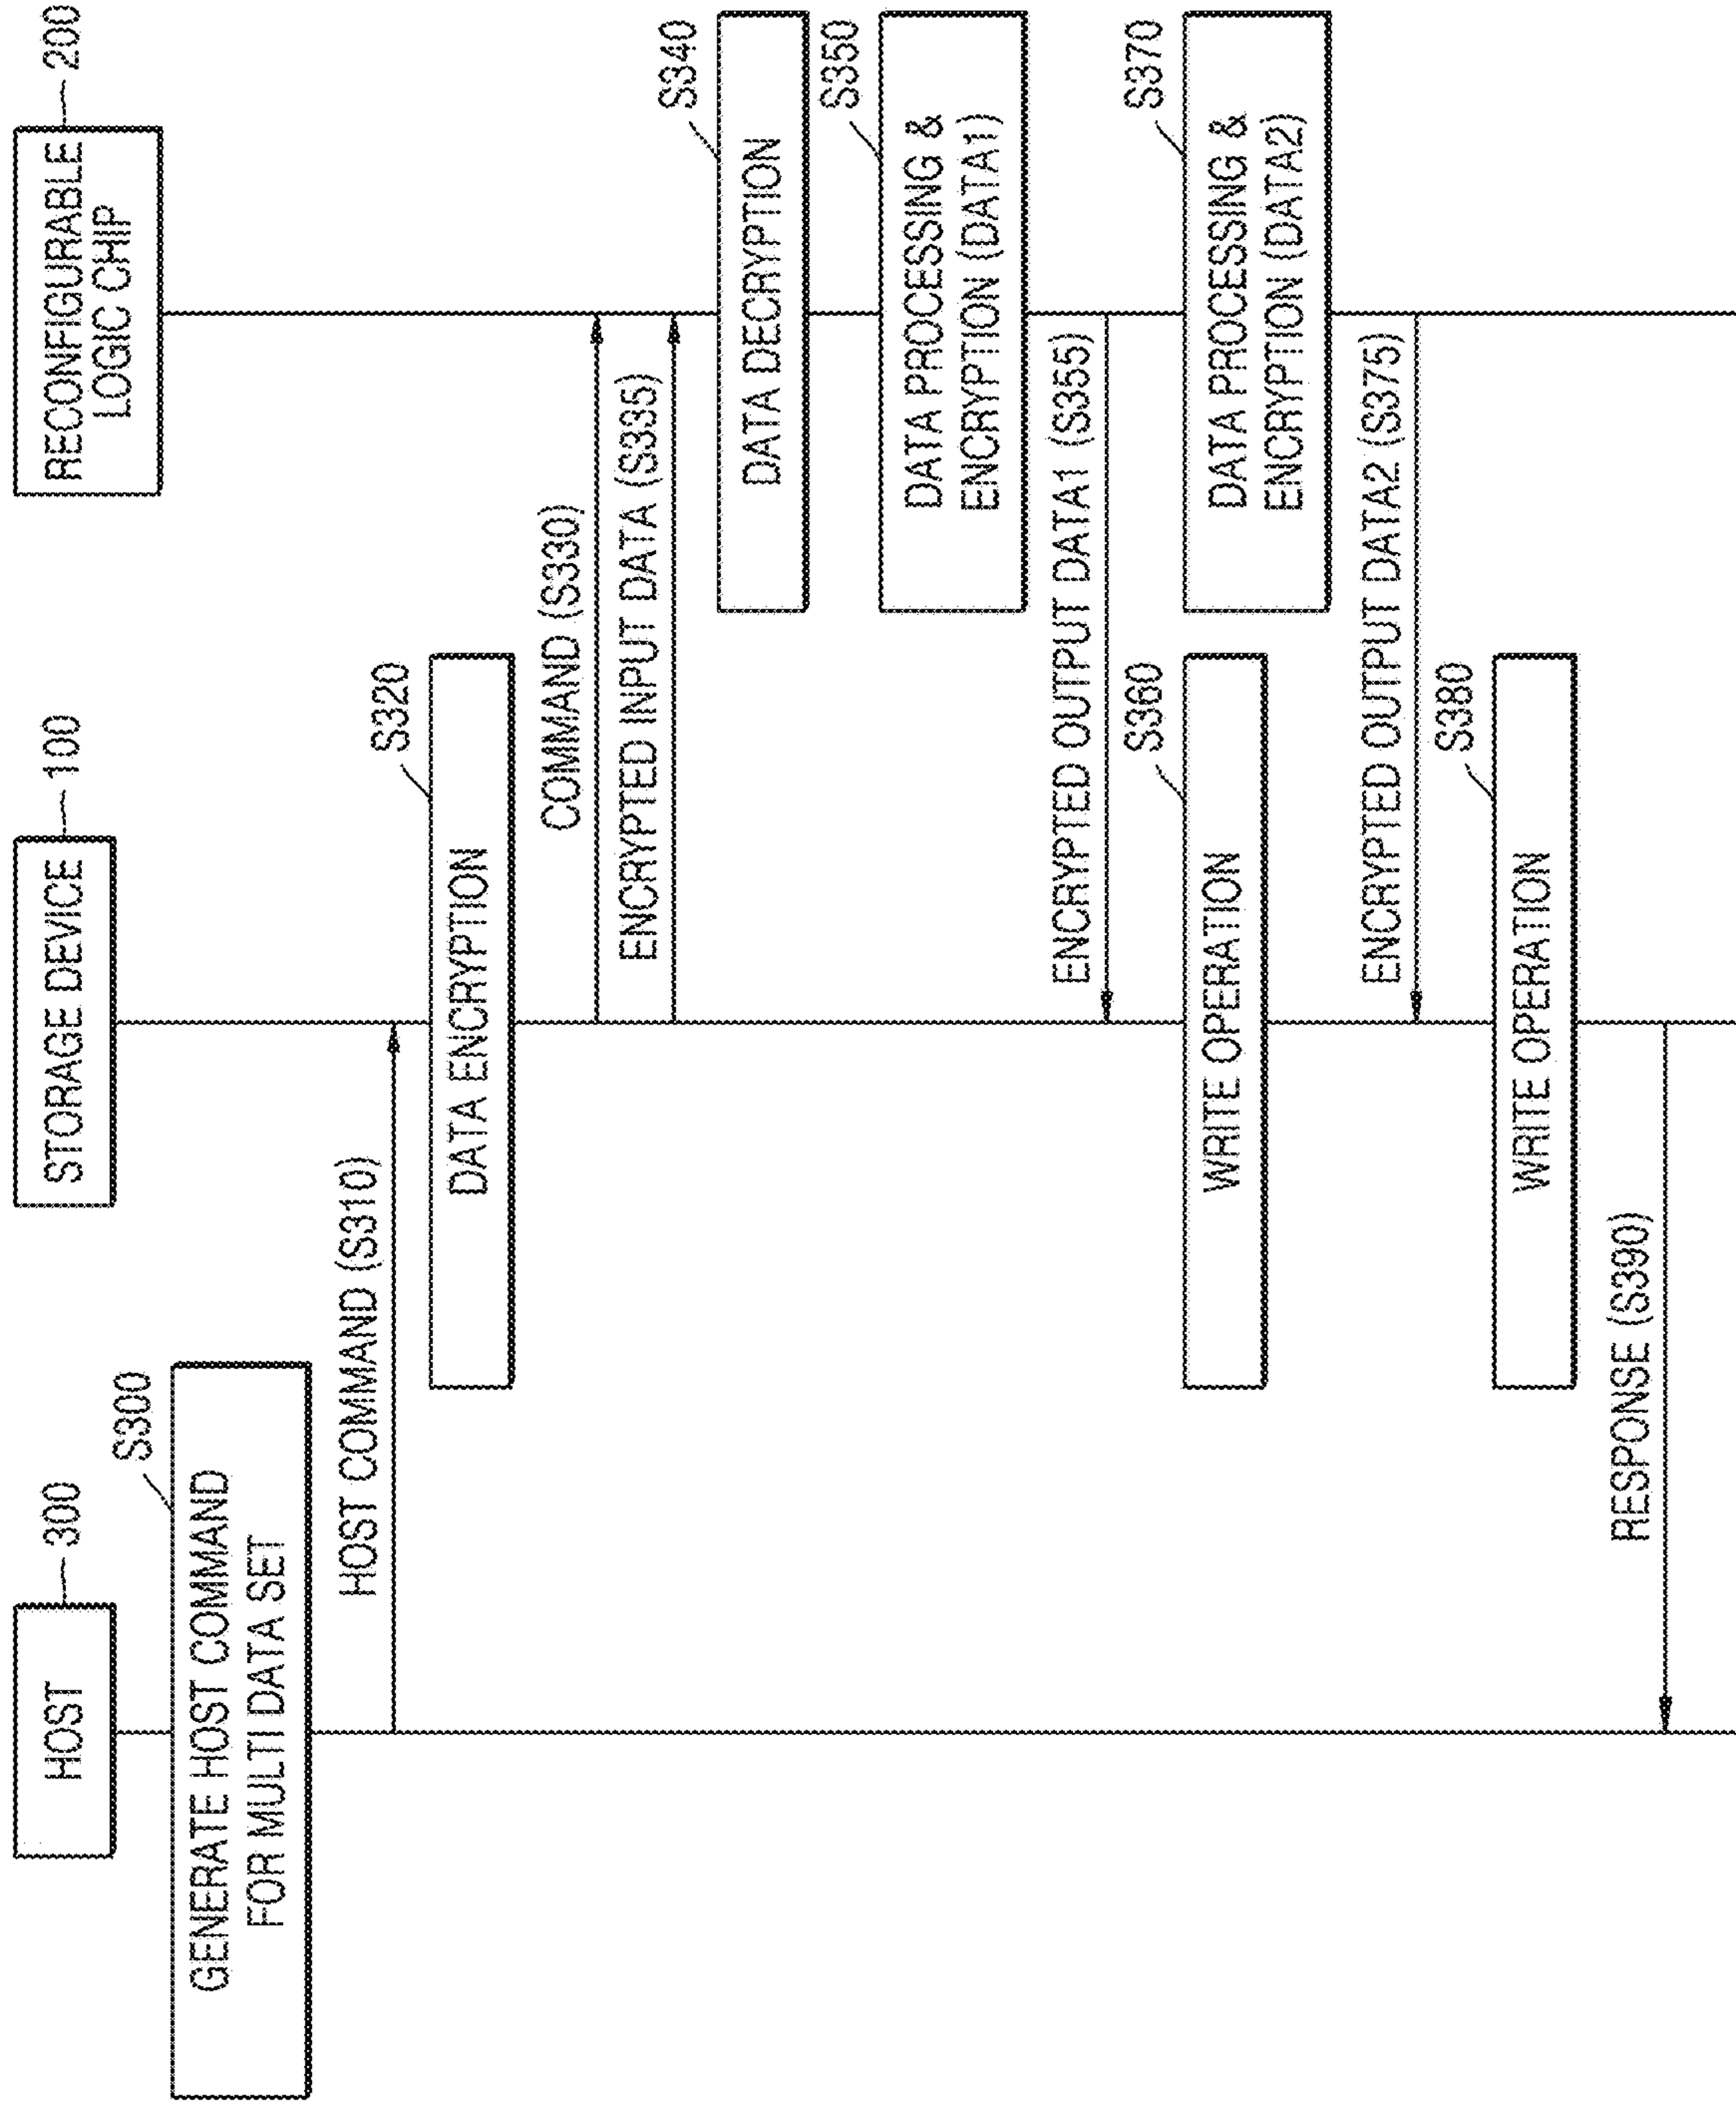 HOST
300
STORAGE DEVICE
100
RECONFIGURABLE
LOGIC CHIP
200
S300
GENERATE HOST COMMAND
FOR MULTI DATA SET
HOST COMMAND (S310)
S320
DATA ENCRYPTION
COMMAND (S330)
ENCRYPTED INPUT DATA (S335)
S340
DATA DECRYPTION
S350
DATA PROCESSING &
ENCRYPTION (DATA1)
ENCRYPTED OUTPUT DATA1 (S355)
S360
WRITE OPERATION
S370
DATA PROCESSING &
ENCRYPTION (DATA2)
ENCRYPTED OUTPUT DATA2 (S375)
S380
WRITE OPERATION
RESPONSE (S390)